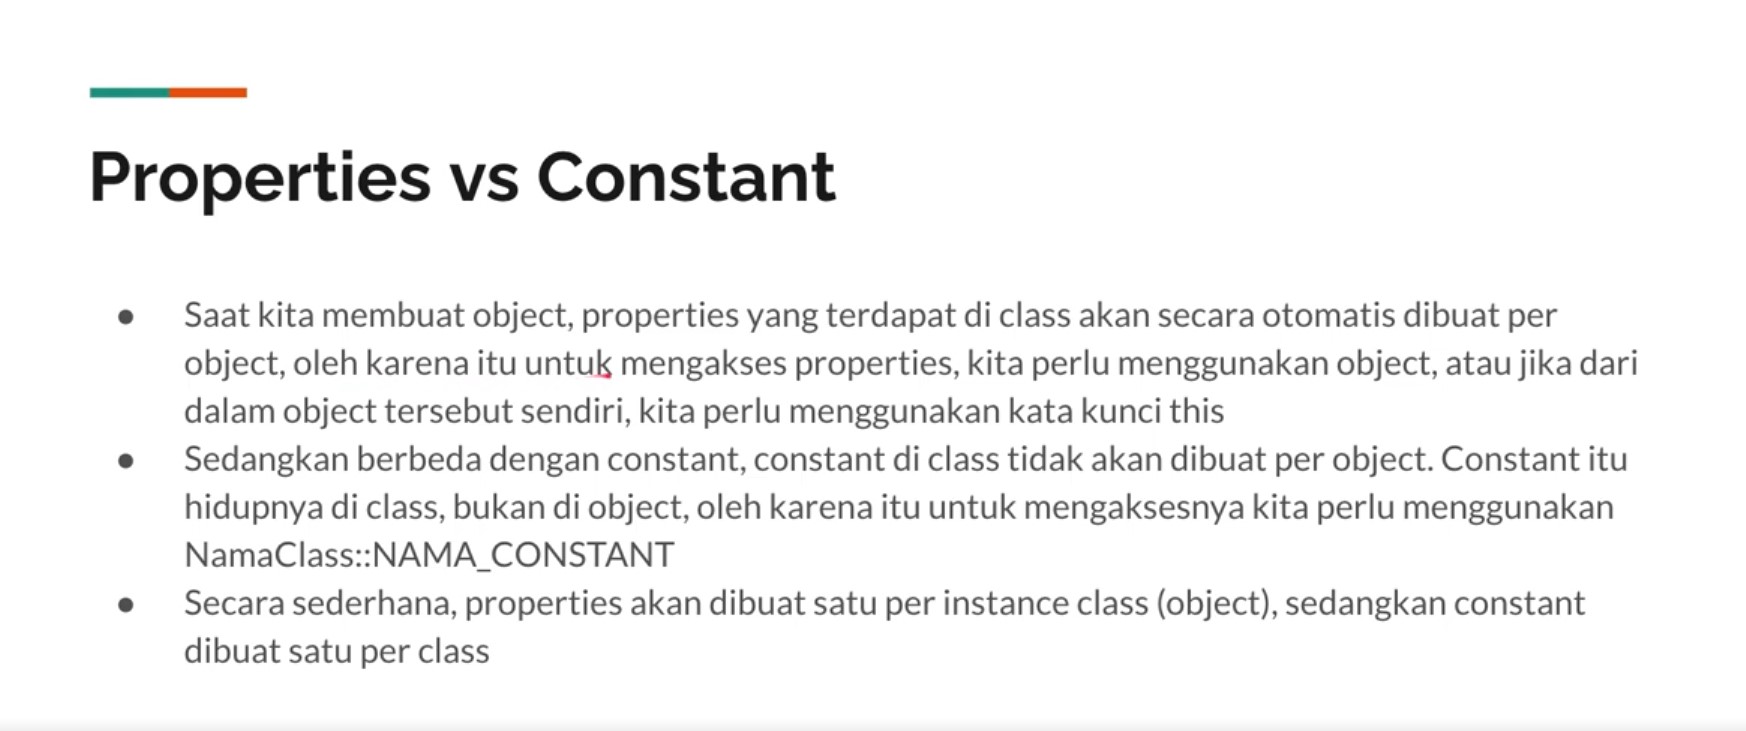 Properties vs Constant
● Saat kita membuat object, properties yang terdapat di class akan secara otomatis dibuat per
object, oleh karena itu untuk mengakses properties, kita perlu menggunakan object, atau jika dari
dalam object tersebut sendiri, kita perlu menggunakan kata kunci this
● Sedangkan berbeda dengan constant, constant di class tidak akan dibuat per object. Constant itu
hidupnya di class, bukan di object, oleh karena itu untuk mengaksesnya kita perlu menggunakan
NamaClass::NAMA_CONSTANT
● Secara sederhana, properties akan dibuat satu per instance class (object), sedangkan constant
dibuat satu per class